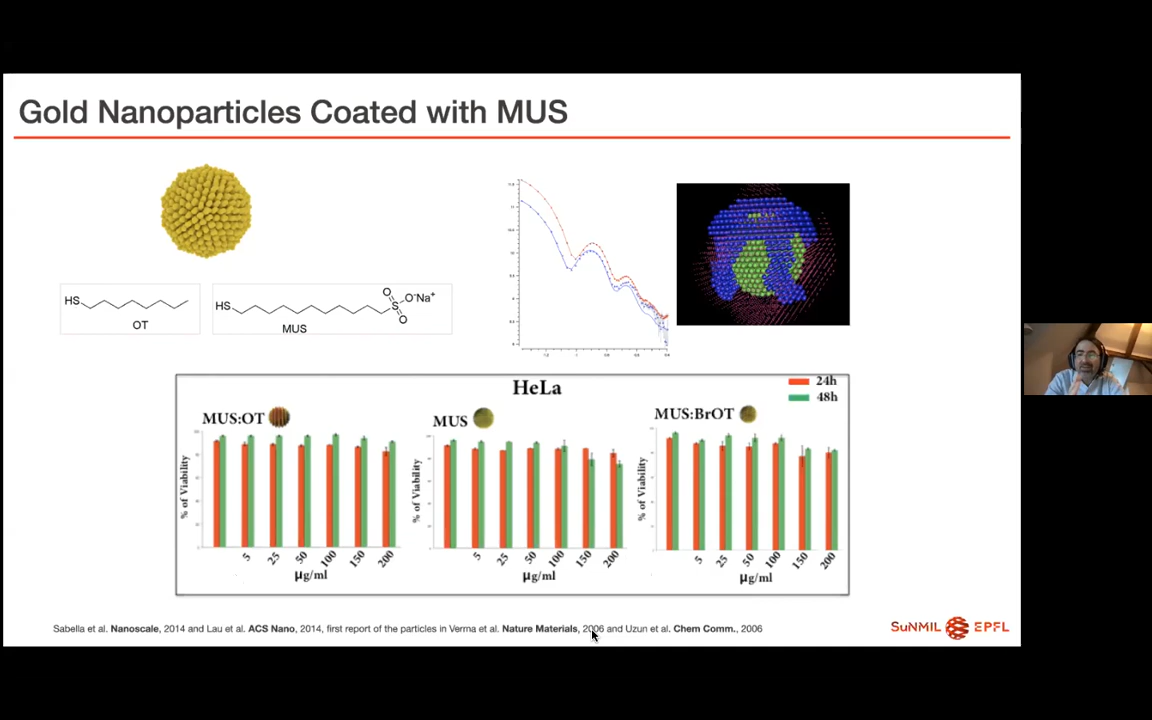 Gold Nanoparticles Coated with MUS
HS
OT
HS
O
S
O
O⁻Na⁺
MUS
HeLa
24h
48h
MUS:OT
% of Viability
5 25 50 100 150 200
µg/ml
MUS
% of Viability
5 25 50 100 150 200
µg/ml
MUS:BrOT
% of Viability
5 25 50 100 150 200
µg/ml
Sabella et al. Nanoscale, 2014 and Lau et al. ACS Nano, 2014, first report of the particles in Verma et al. Nature Materials, 2006 and Uzun et al. Chem Comm., 2006
SuNMIL EPFL